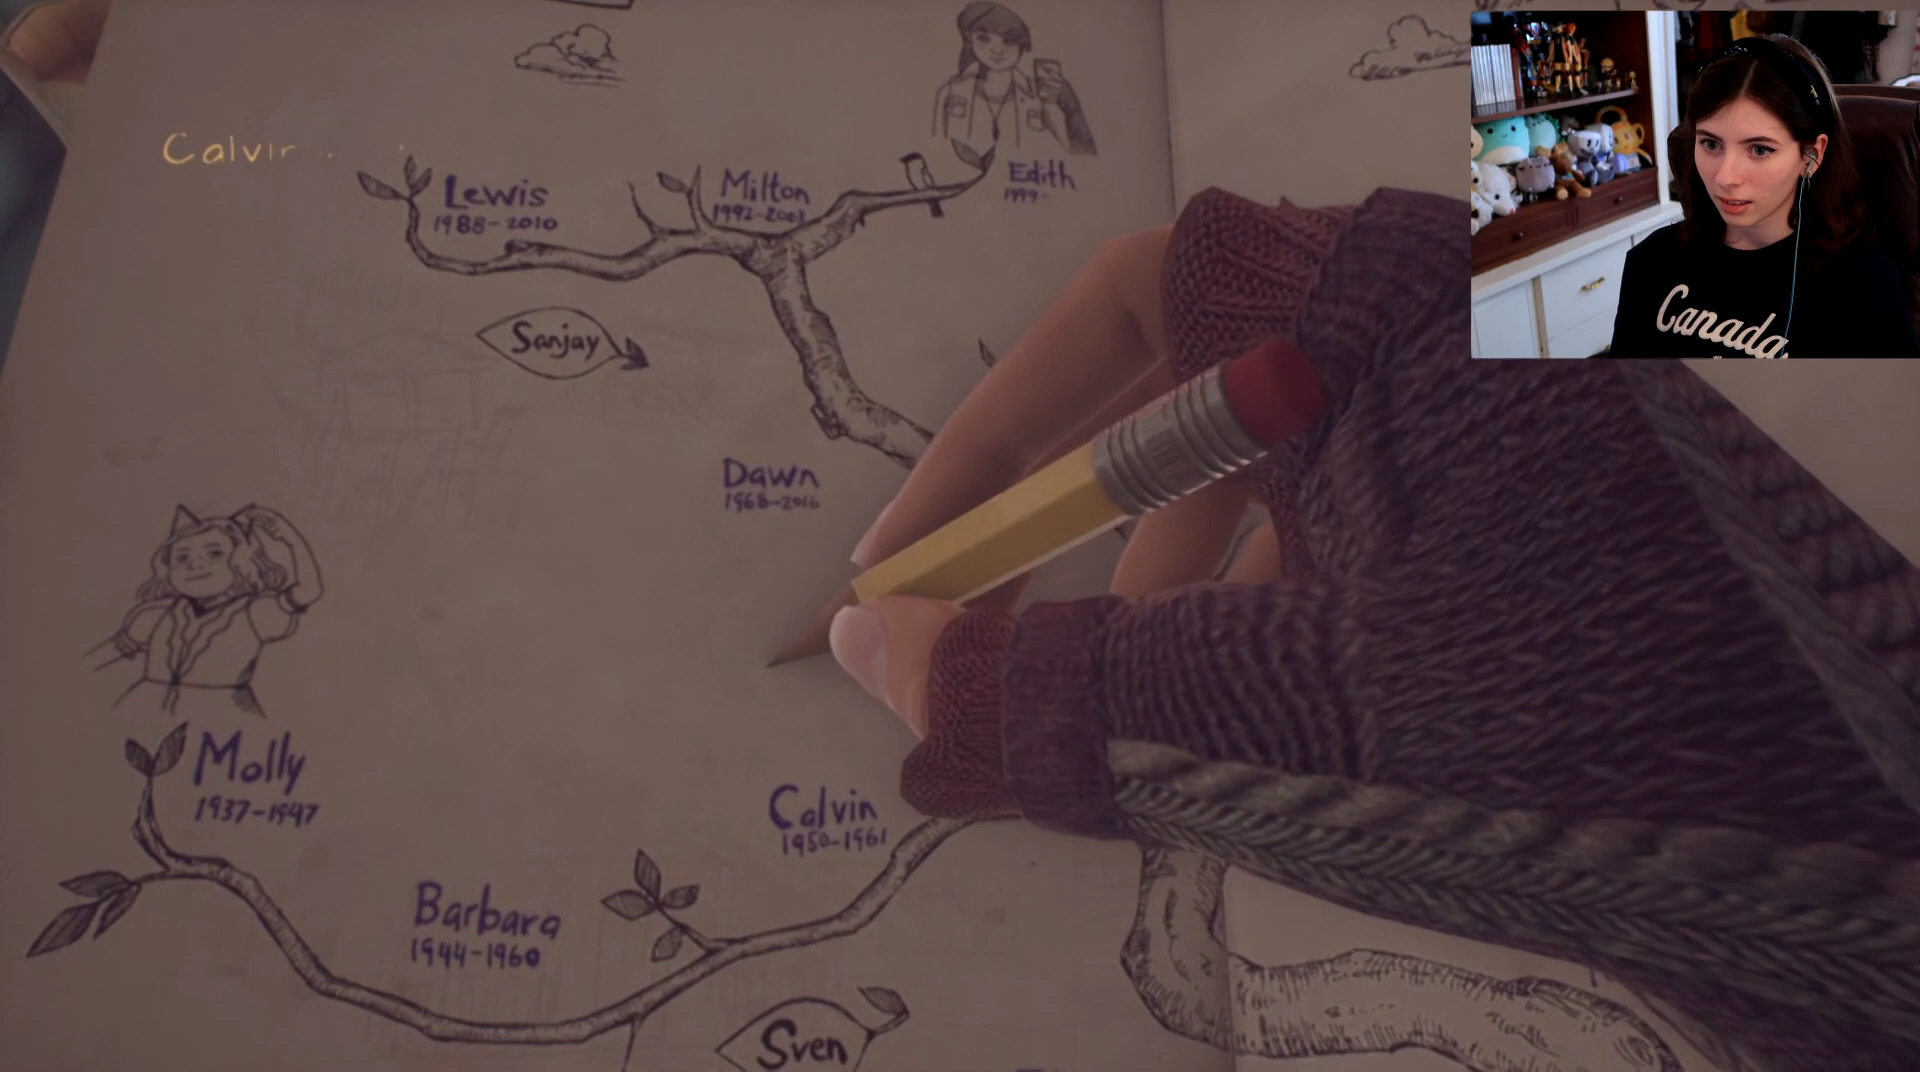 Calvin
Lewis
1988-2010
Milton
1992-2003
Edith
1999-
Sanjay
Dawn
1968-2016
Molly
1937-1947
Calvin
1950-1961
Barbara
1944-1960
Sven
Canada